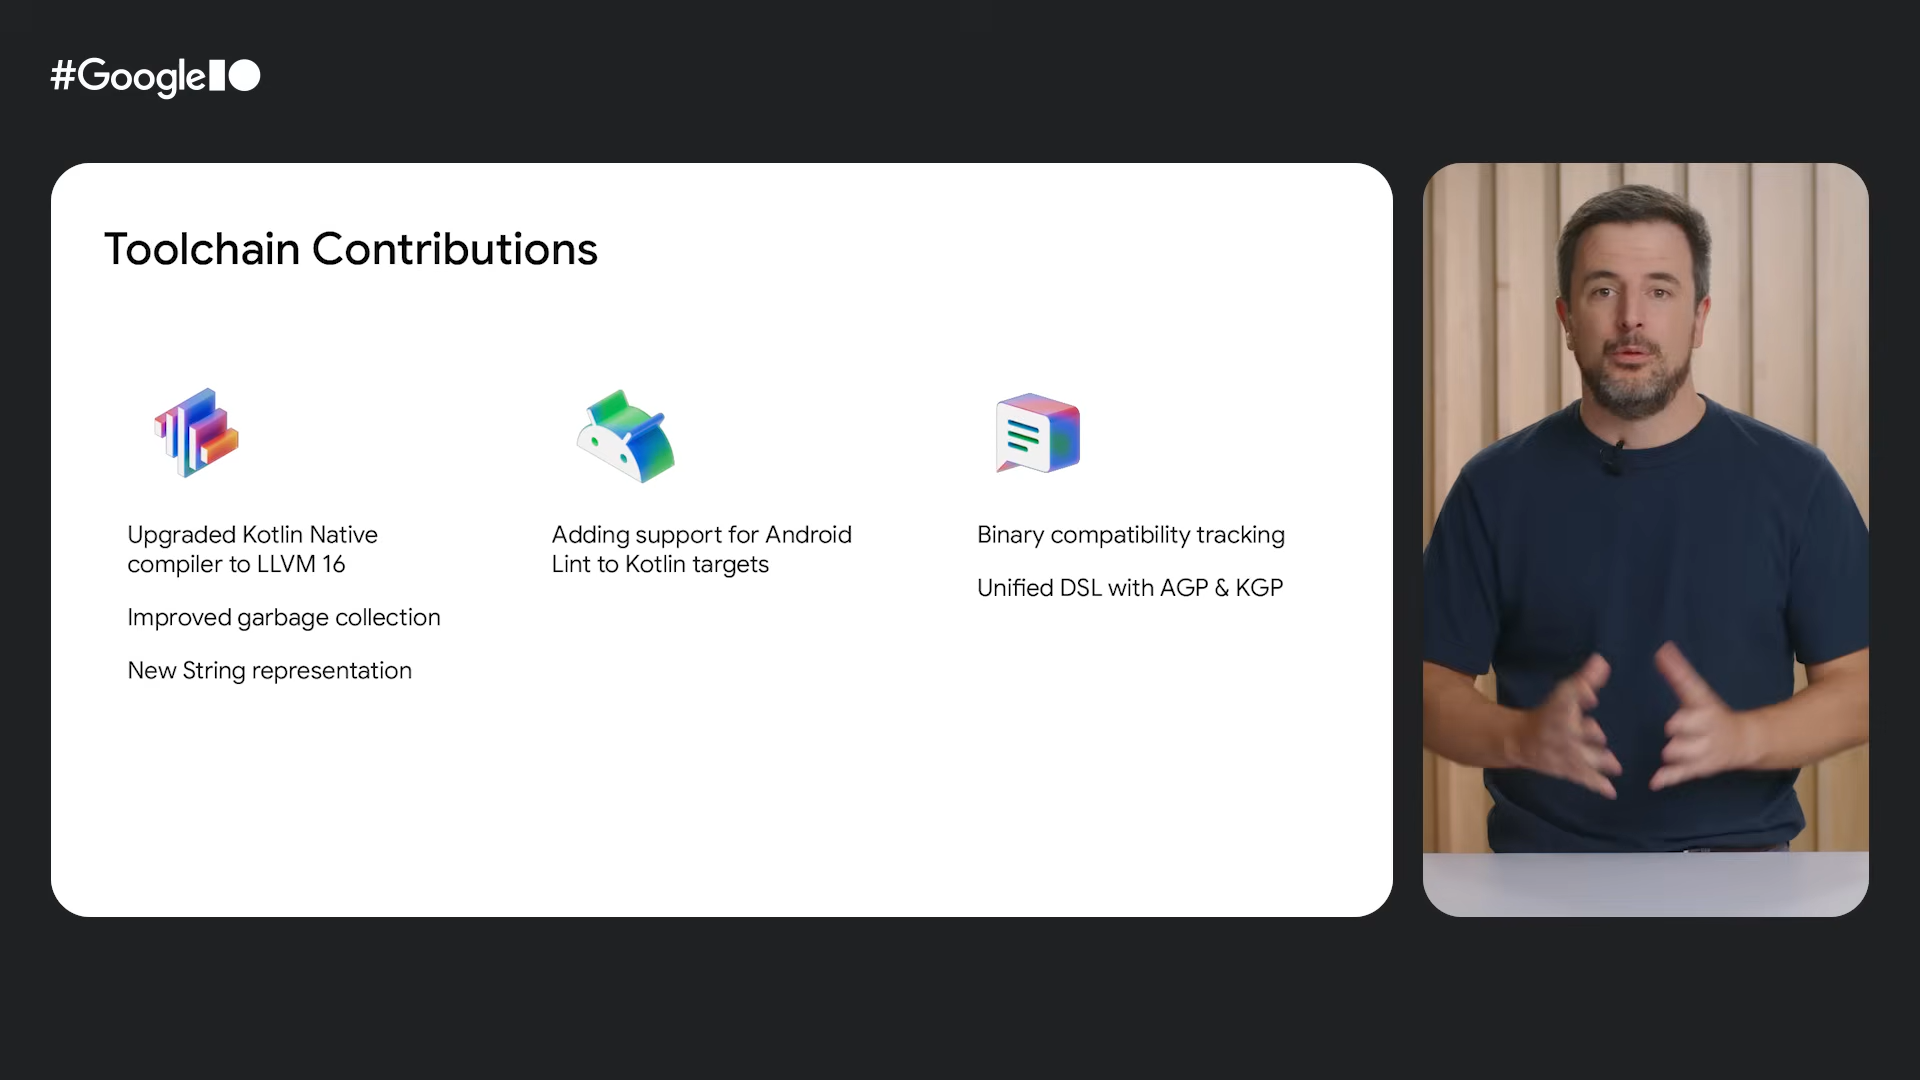 #GoogleIO
Toolchain Contributions
Upgraded Kotlin Native
compiler to LLVM 16
Improved garbage collection
New String representation
Adding support for Android
Lint to Kotlin targets
Binary compatibility tracking
Unified DSL with AGP & KGP